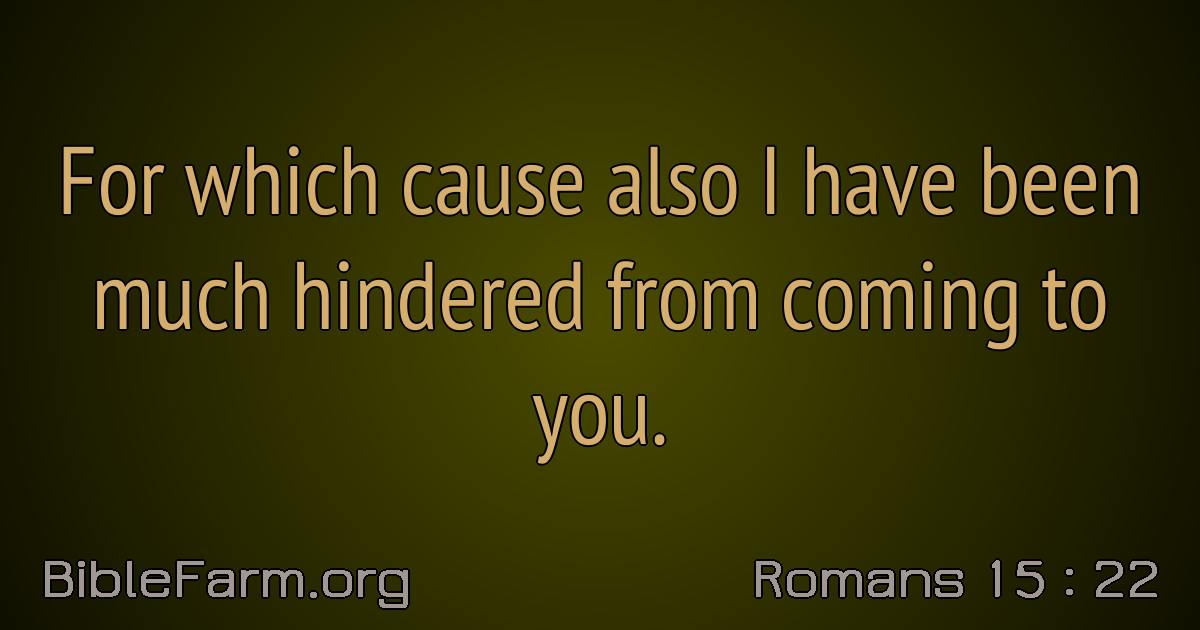 For which cause also I have been
much hindered from coming to
you.
BibleFarm.org
Romans 15 : 22